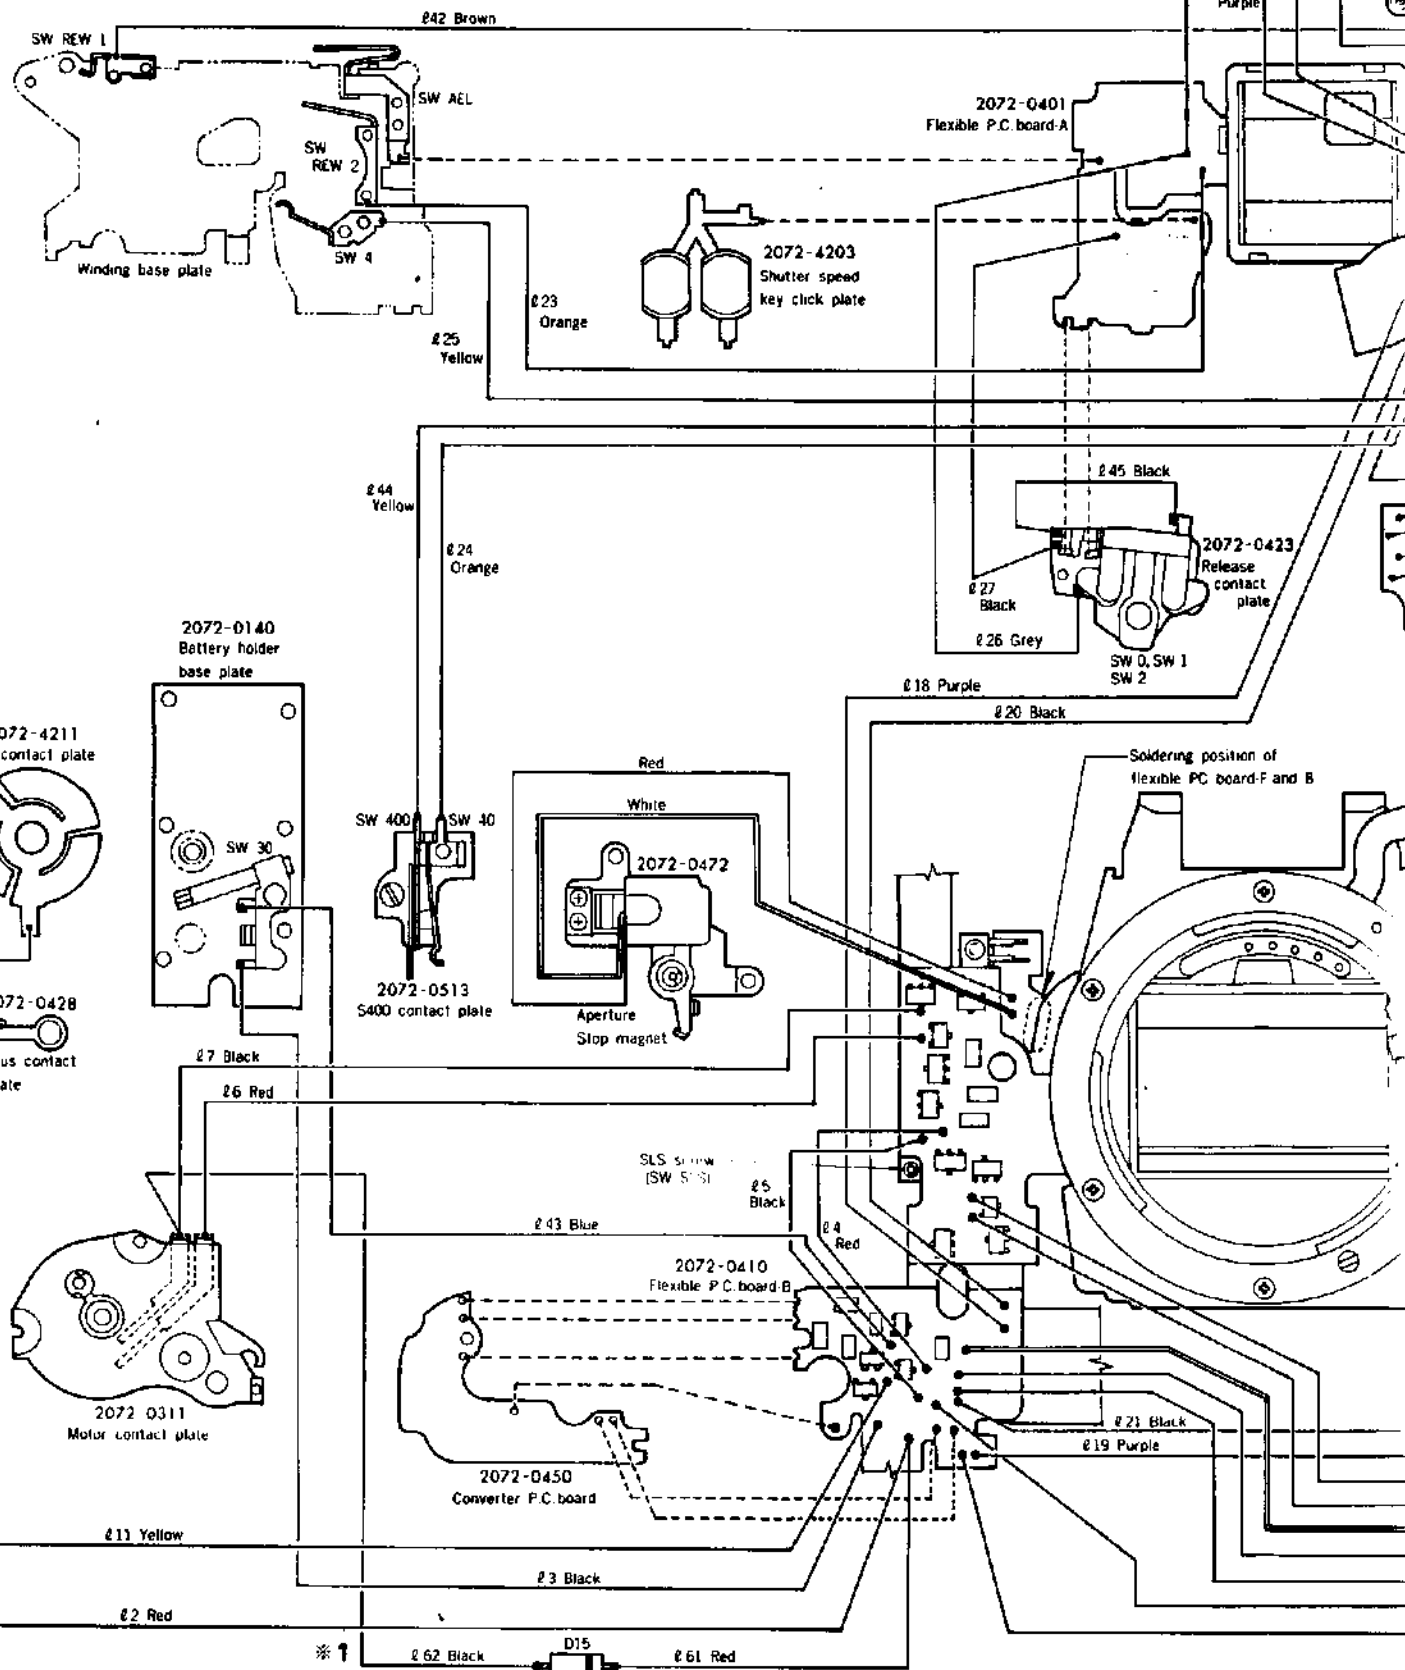 ℓ42 Brown
Purple
SW REW 1
SW AEL
2072-0401
Flexible P.C. board-A
SW
REW 2
SW 4
Winding base plate
2072-4203
Shutter speed
key click plate
ℓ23
Orange
ℓ25
Yellow
ℓ44
Yellow
ℓ24
Orange
ℓ45 Black
2072-0423
Release
contact
plate
ℓ27
Black
ℓ26 Grey
SW 0, SW 1
SW 2
2072-0140
Battery holder
base plate
ℓ18 Purple
ℓ20 Black
072-4211
contact plate
Soldering position of
flexible PC board-F and B
Red
White
SW 400
SW 40
SW 30
2072-0472
2072-0513
S400 contact plate
Aperture
Stop magnet
072-0428
us contact
ate
ℓ7 Black
ℓ6 Red
SLS screw
ℓ5
Black
ℓ43 Blue
ℓ4
Red
2072-0410
Flexible P.C. board-B
2072 0311
Motor contact plate
ℓ21 Black
ℓ19 Purple
2072-0450
Converter P.C. board
ℓ11 Yellow
ℓ3 Black
ℓ2 Red
※1
ℓ62 Black
D15
ℓ61 Red